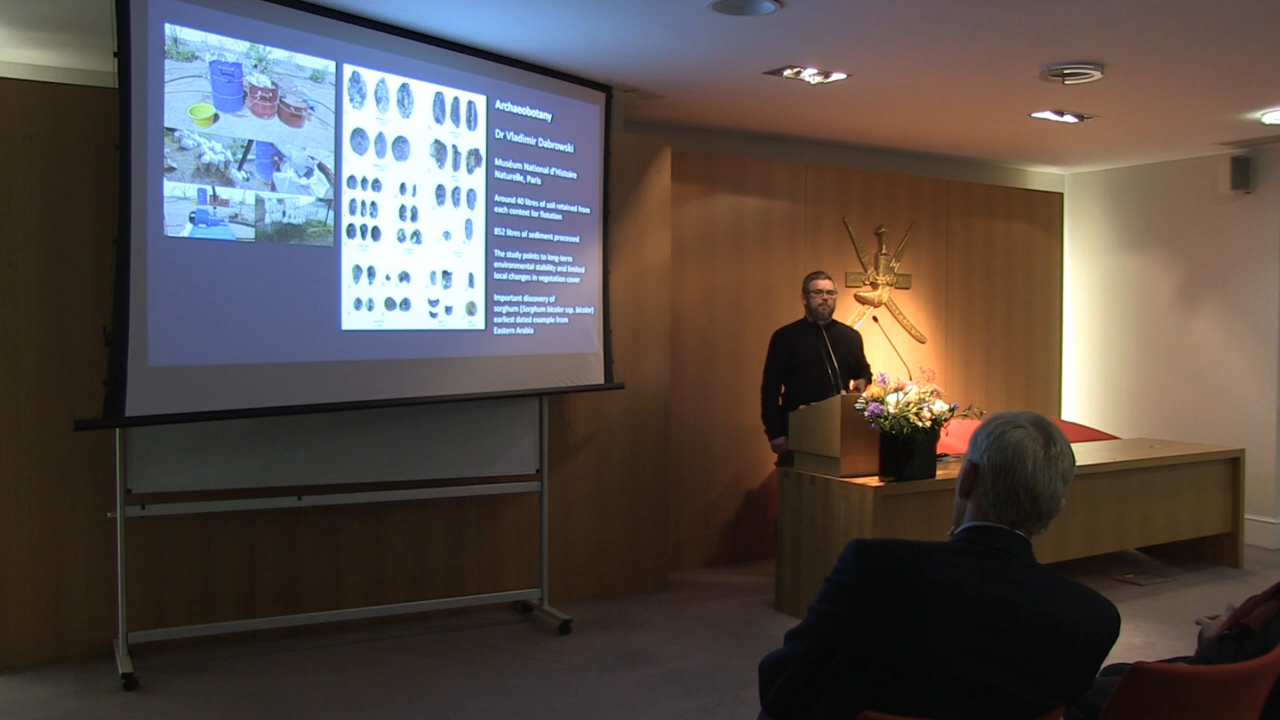 Archaeobotany
Dr Vladimir Dabrowski
Muséum National d'Histoire
Naturelle, Paris
Around 40 litres of soil retained from
each context for flotation
852 litres of sediment processed
The study points to long-term
environmental stability and limited
local changes in vegetation cover
Important discovery of
sorghum (Sorghum bicolor ssp. bicolor)
earliest dated example from
Eastern Arabia